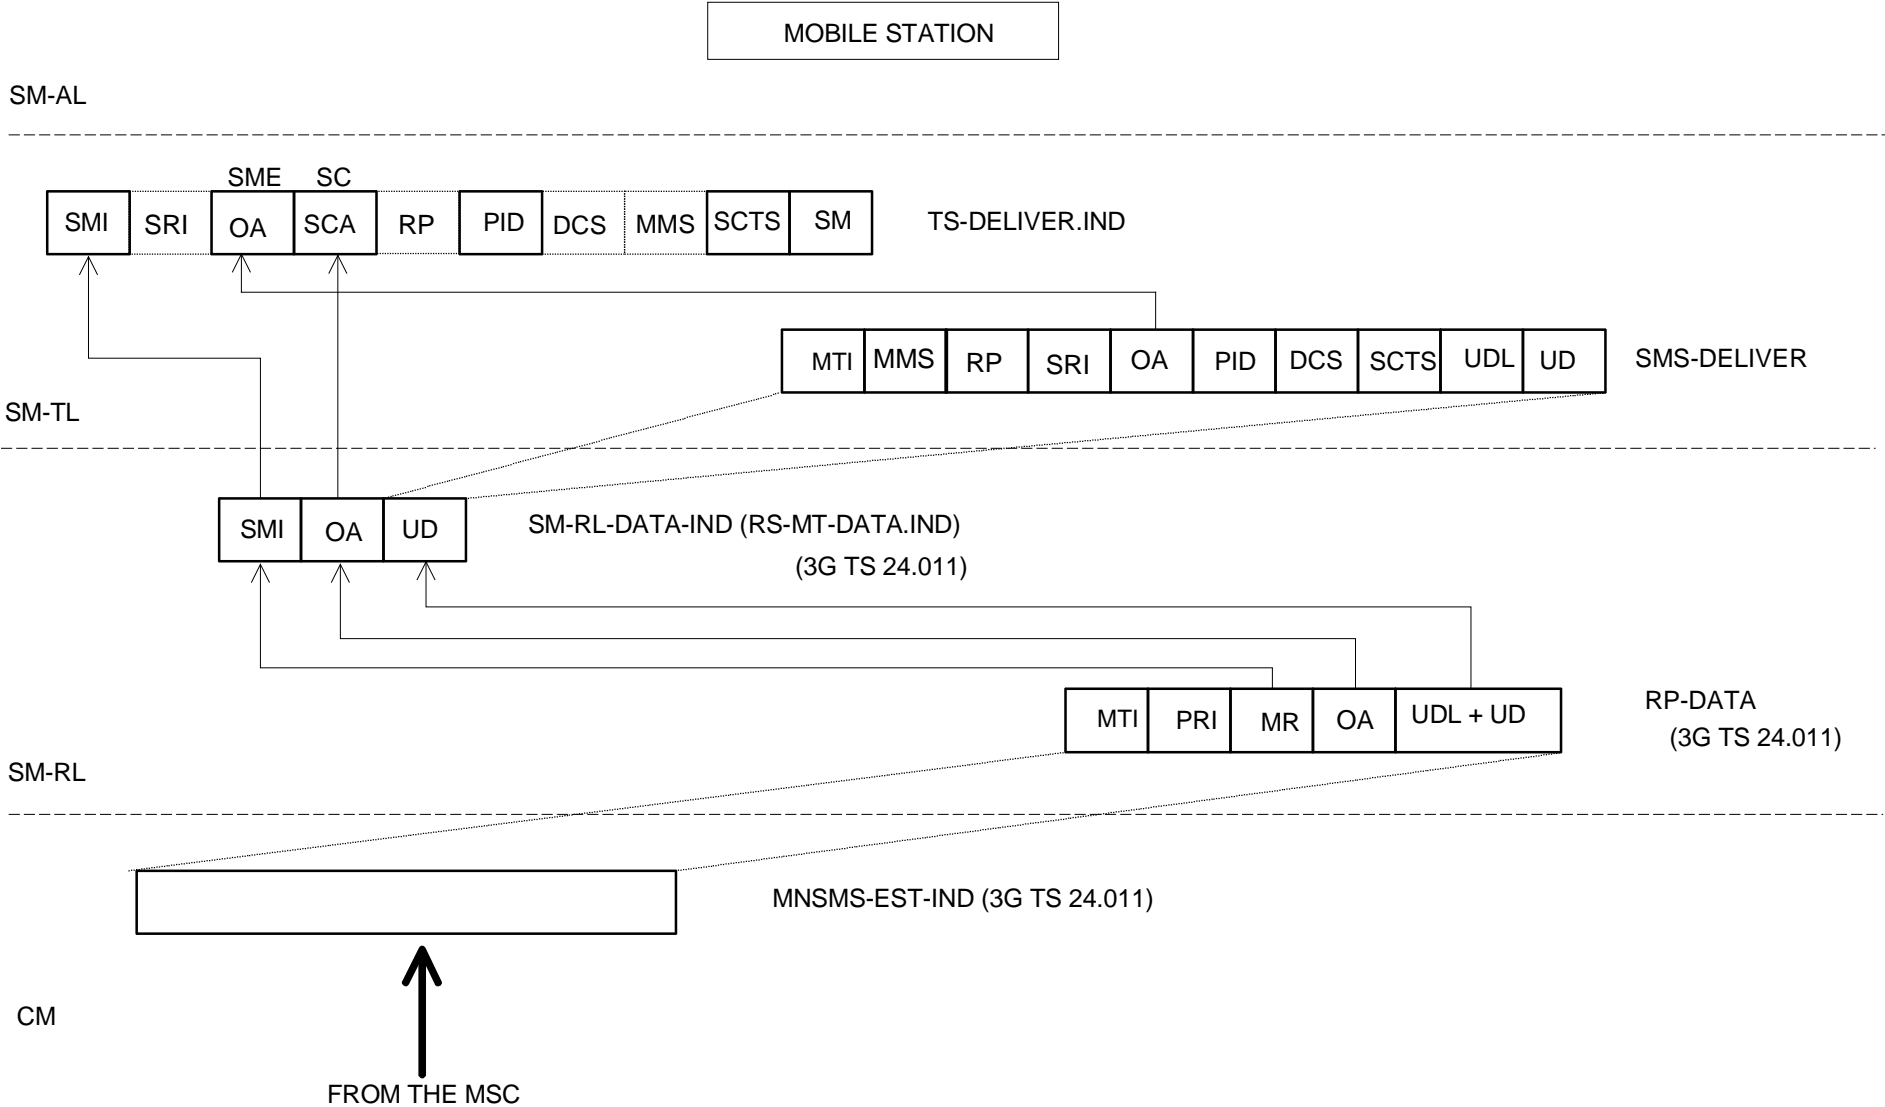 MOBILE STATION
SM-AL
SME SC
SMI SRI OA SCA RP PID DCS MMS SCTS SM TS-DELIVER.IND
MTI MMS RP SRI OA PID DCS SCTS UDL UD SMS-DELIVER
SM-TL
SMI OA UD SM-RL-DATA-IND (RS-MT-DATA.IND)
(3G TS 24.011)
MTI PRI MR OA UDL + UD RP-DATA
(3G TS 24.011)
SM-RL
MNSMS-EST-IND (3G TS 24.011)
CM
FROM THE MSC